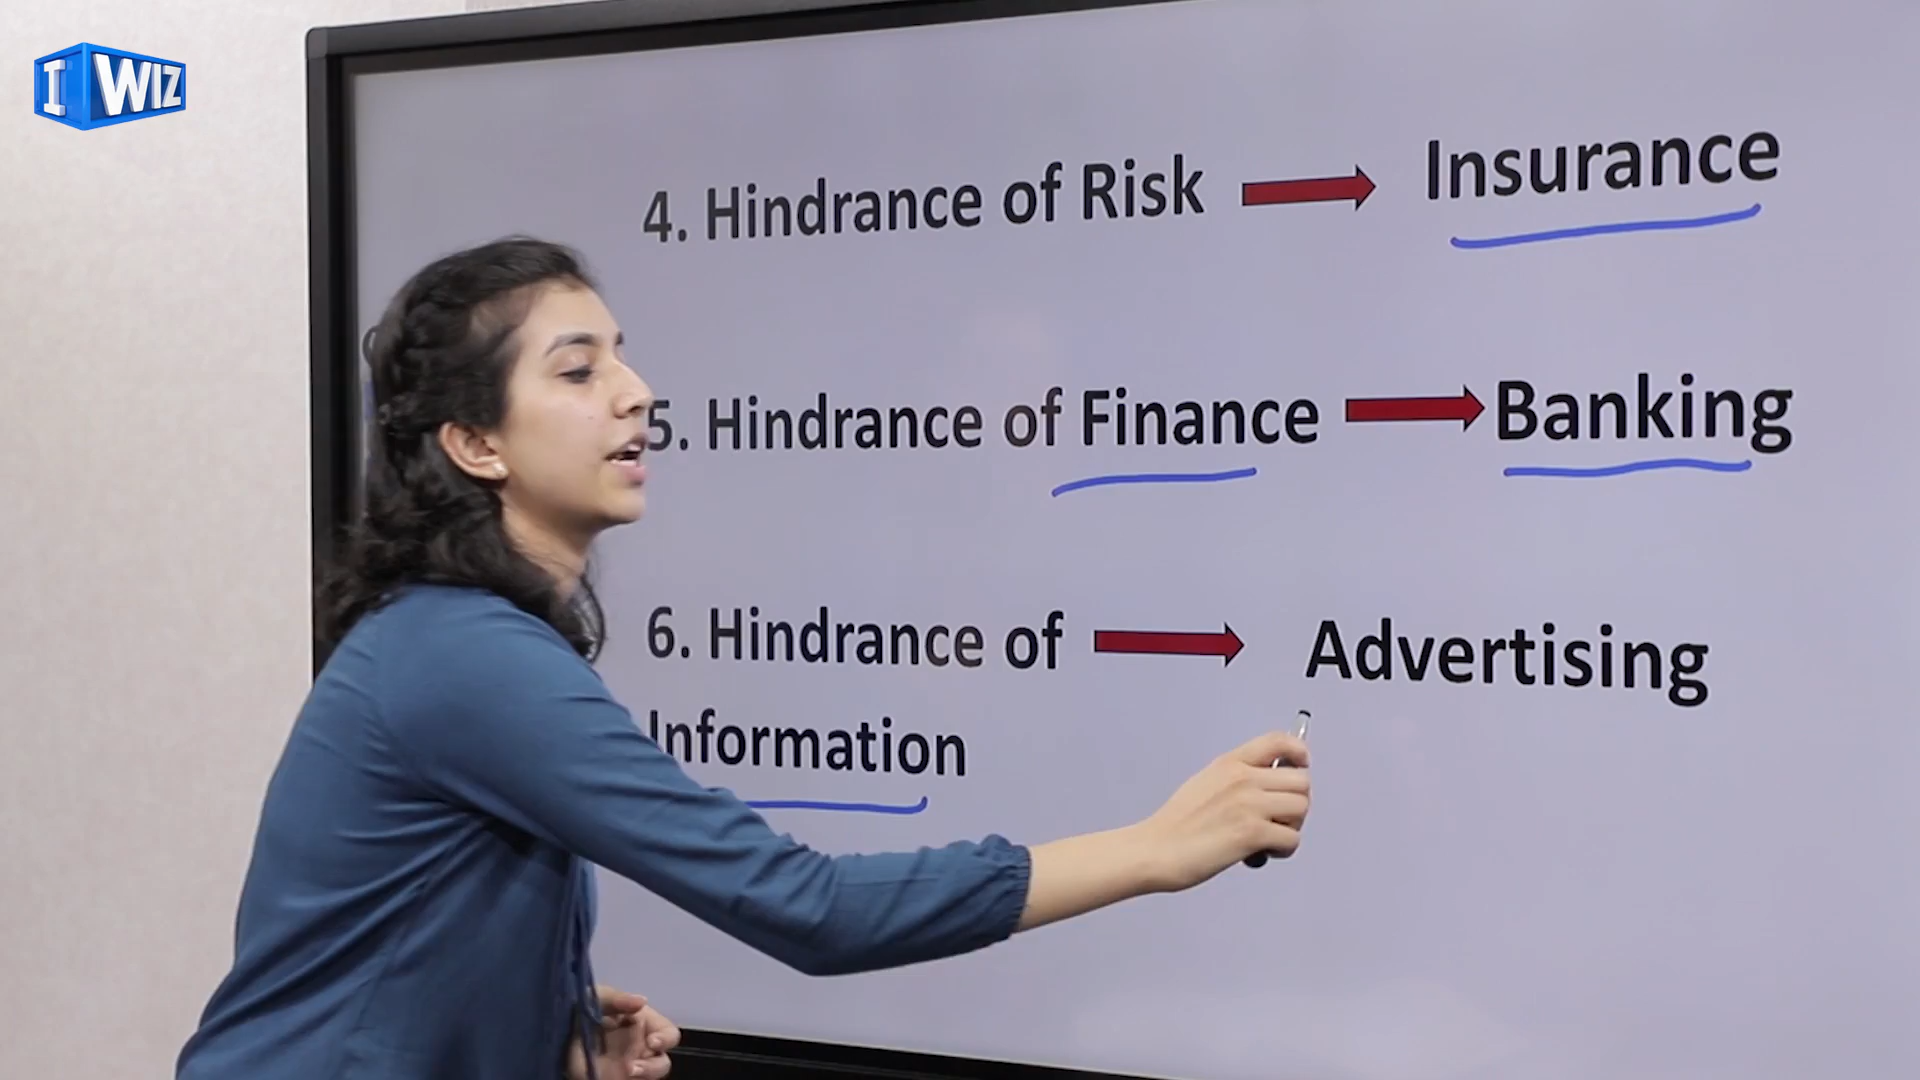 I WIZ
4. Hindrance of Risk Insurance
5. Hindrance of Finance Banking
6. Hindrance of Advertising
Information